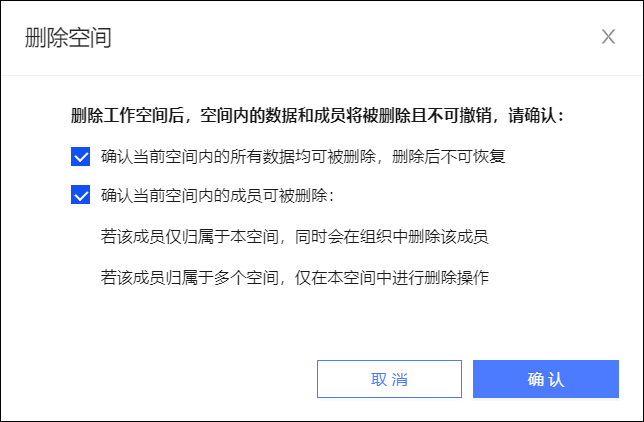 删除空间
删除工作空间后，空间内的数据和成员将被删除且不可撤销，请确认：
确认当前空间内的所有数据均可被删除，删除后不可恢复
确认当前空间内的成员可被删除：
若该成员仅归属于本空间，同时会在组织中删除该成员
若该成员归属于多个空间，仅在本空间中进行删除操作
取消
确认